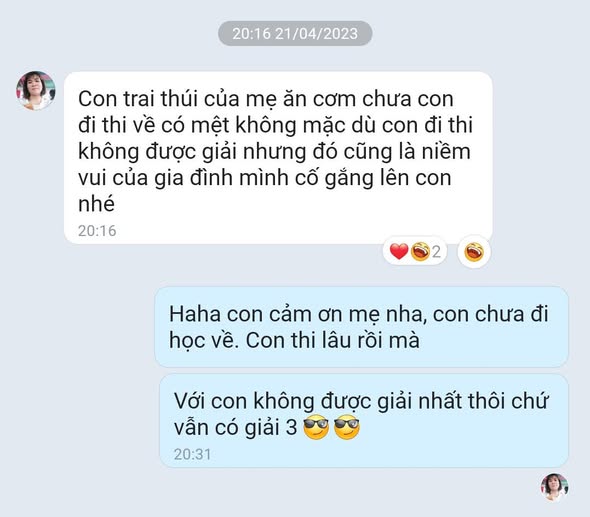 20:16 21/04/2023
Con trai thúi của mẹ ăn cơm chưa con
đi thi về có mệt không mặc dù con đi thi
không được giải nhưng đó cũng là niềm
vui của gia đình mình cố gắng lên con
nhé
20:16
2
Haha con cảm ơn mẹ nha, con chưa đi
học về. Con thi lâu rồi mà
Với con không được giải nhất thôi chứ
vẫn có giải 3 😎 😎
20:31